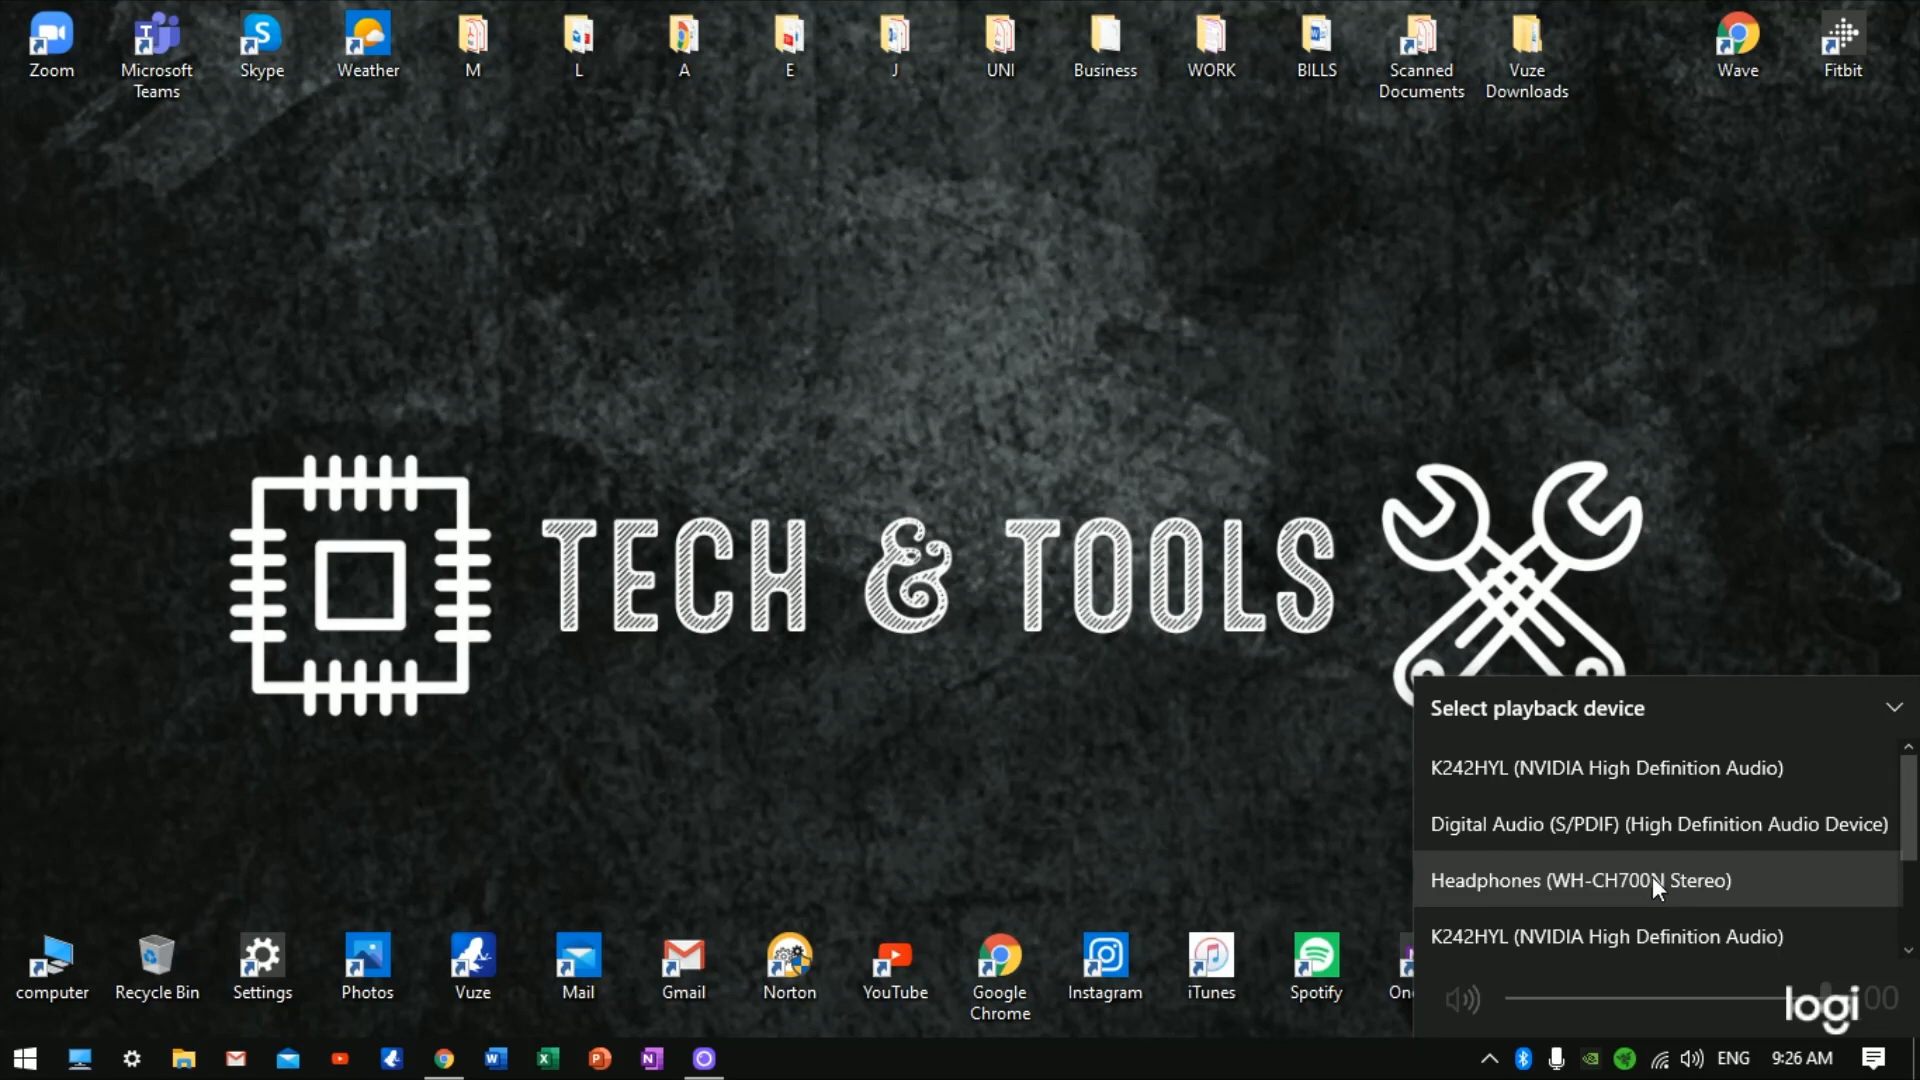 Zoom
Microsoft
Teams
Skype
Weather
M
L
A
E
J
UNI
Business
WORK
BILLS
Scanned
Documents
Vuze
Downloads
Wave
Fitbit
TECH & TOOLS
Select playback device
K242HYL (NVIDIA High Definition Audio)
Digital Audio (S/PDIF) (High Definition Audio Device)
Headphones (WH-CH700N Stereo)
K242HYL (NVIDIA High Definition Audio)
computer
Recycle Bin
Settings
Photos
Vuze
Mail
Gmail
Norton
YouTube
Google
Chrome
Instagram
iTunes
Spotify
logi
ENG
9:26 AM